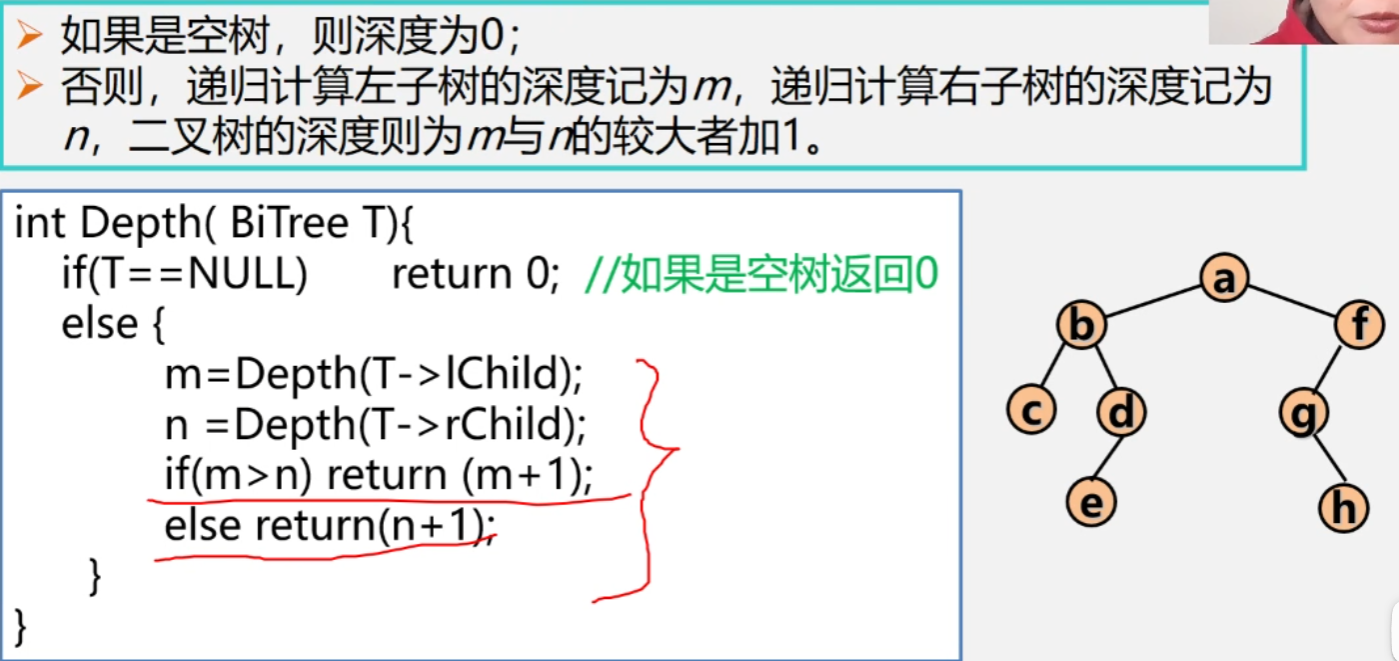 如果是空树，则深度为0；
否则，递归计算左子树的深度记为m，递归计算右子树的深度记为
n，二叉树的深度则为m与n的较大者加1。
int Depth( BiTree T){
if(T==NULL) return 0; //如果是空树返回0
else {
m=Depth(T->lChild);
n =Depth(T->rChild);
if(m>n) return (m+1);
else return(n+1);
}
}
a
b f
c d g
e h